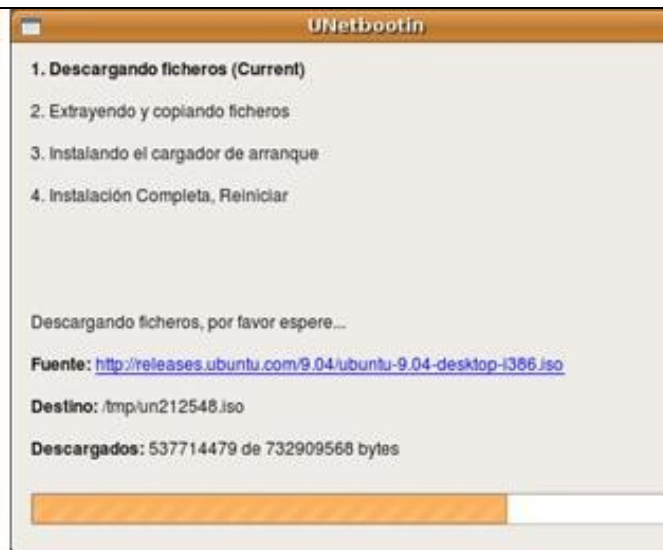 UNetbootin
1. Descargando ficheros (Current)
2. Extrayendo y copiando ficheros
3. Instalando el cargador de arranque
4. Instalación Completa, Reiniciar
Descargando ficheros, por favor espere...
Fuente: http://releases.ubuntu.com/9.04/ubuntu-9.04-desktop-i386.iso
Destino: /tmp/un212548.iso
Descargados: 537714479 de 732909568 bytes